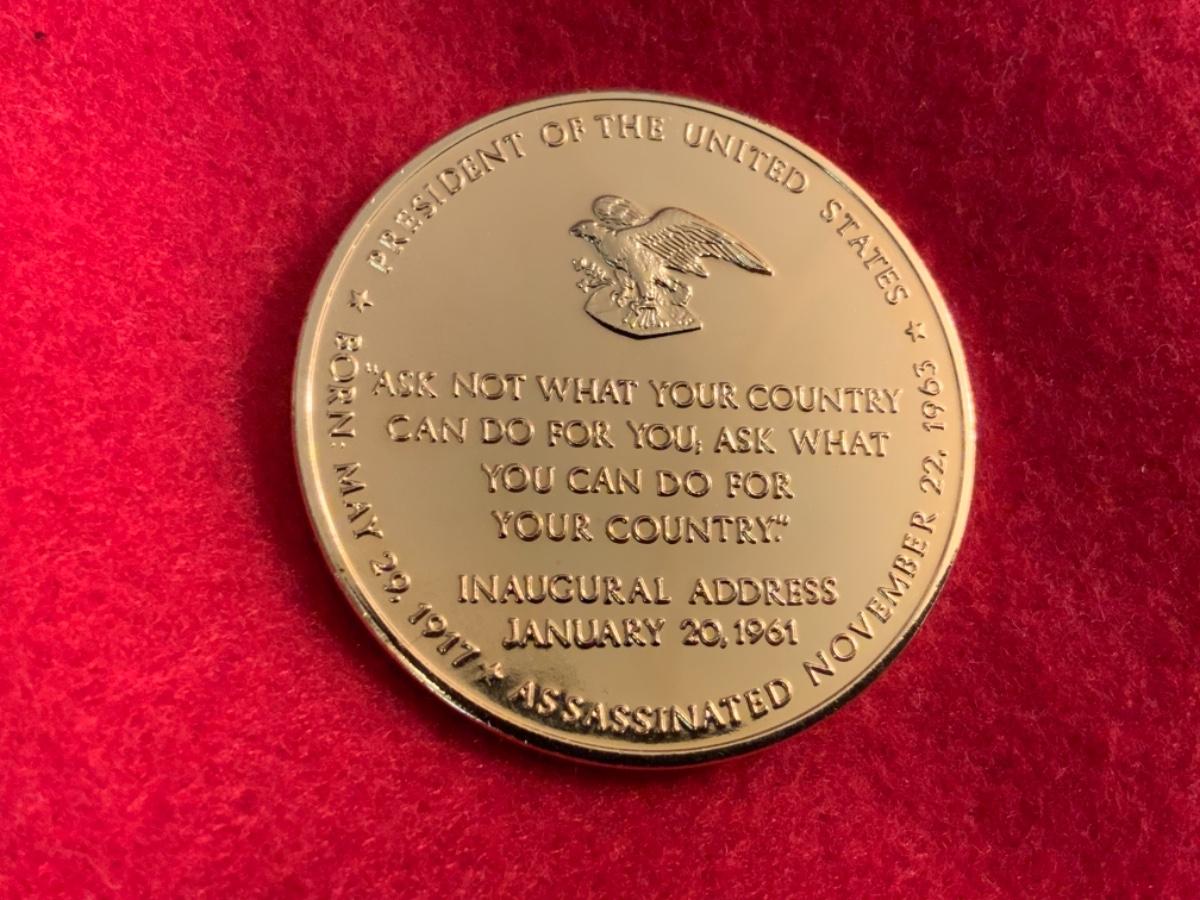 ★ PRESIDENT OF THE UNITED STATES ★
"ASK NOT WHAT YOUR COUNTRY
CAN DO FOR YOU; ASK WHAT
YOU CAN DO FOR
YOUR COUNTRY."
INAUGURAL ADDRESS
JANUARY 20, 1961
BORN: MAY 29, 1917 ★ ASSASSINATED NOVEMBER 22, 1963